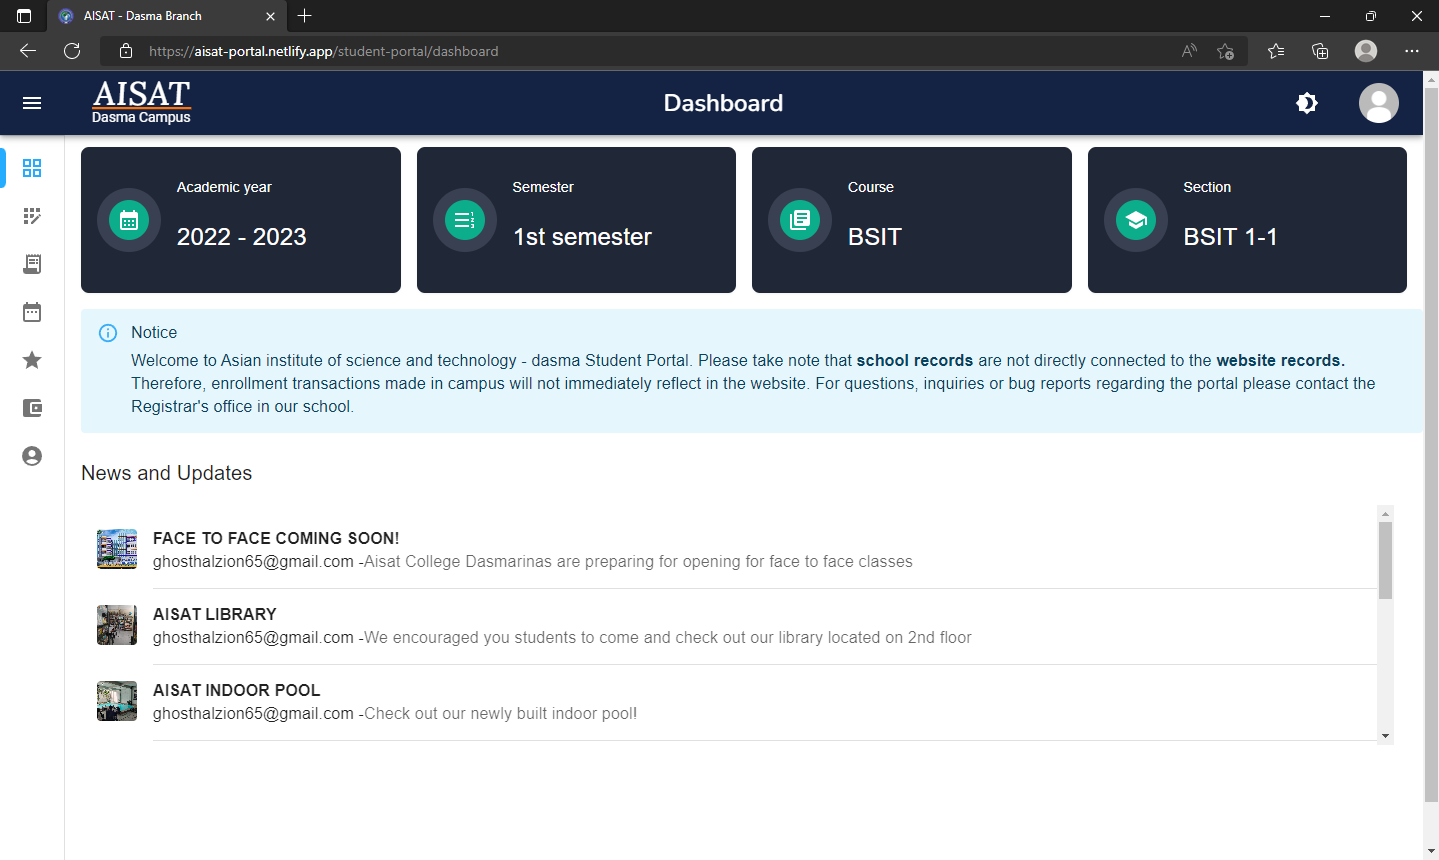 AISAT - Dasma Branch
https://aisat-portal.netlify.app/student-portal/dashboard
AISAT
Dasma Campus
Dashboard
Academic year
2022 - 2023
Semester
1st semester
Course
BSIT
Section
BSIT 1-1
Notice
Welcome to Asian institute of science and technology - dasma Student Portal. Please take note that school records are not directly connected to the website records.
Therefore, enrollment transactions made in campus will not immediately reflect in the website. For questions, inquiries or bug reports regarding the portal please contact the
Registrar's office in our school.
News and Updates
FACE TO FACE COMING SOON!
ghosthalzion65@gmail.com -Aisat College Dasmarinas are preparing for opening for face to face classes
AISAT LIBRARY
ghosthalzion65@gmail.com -We encouraged you students to come and check out our library located on 2nd floor
AISAT INDOOR POOL
ghosthalzion65@gmail.com -Check out our newly built indoor pool!